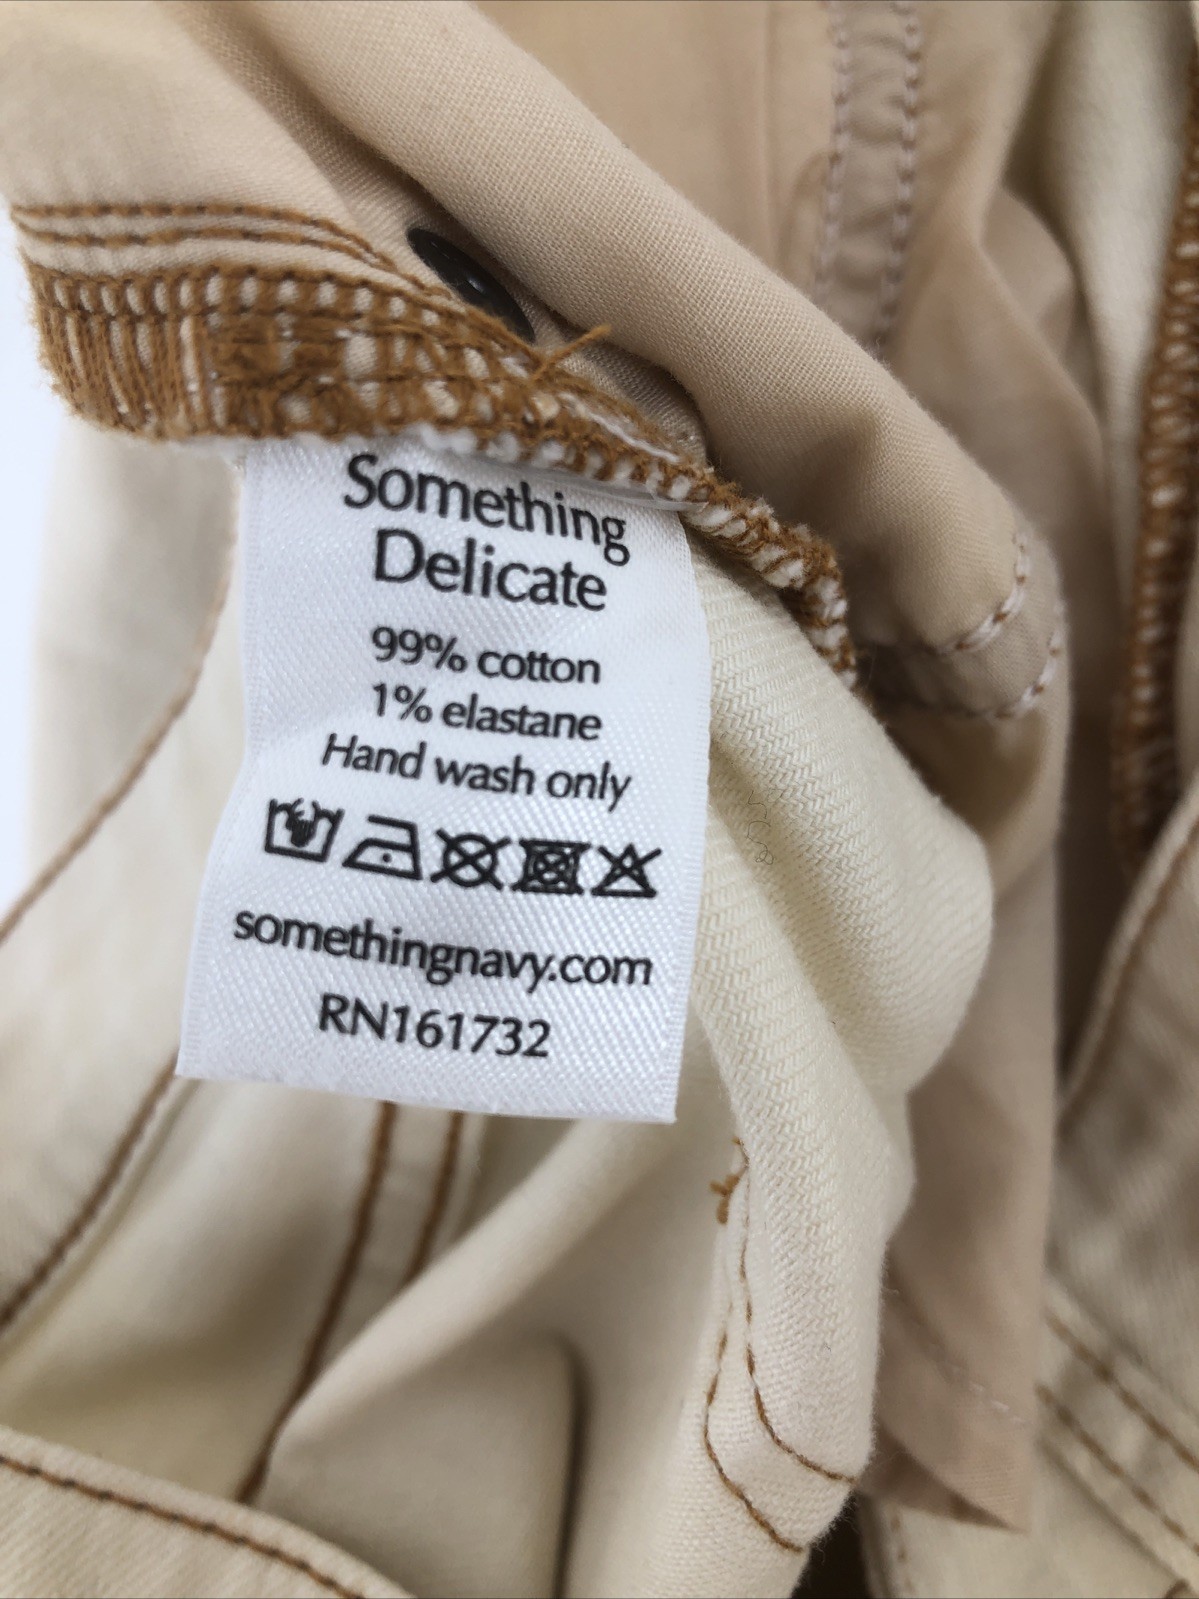 Something
Delicate
99% cotton
1% elastane
Hand wash only
somethingnavy.com
RN161732